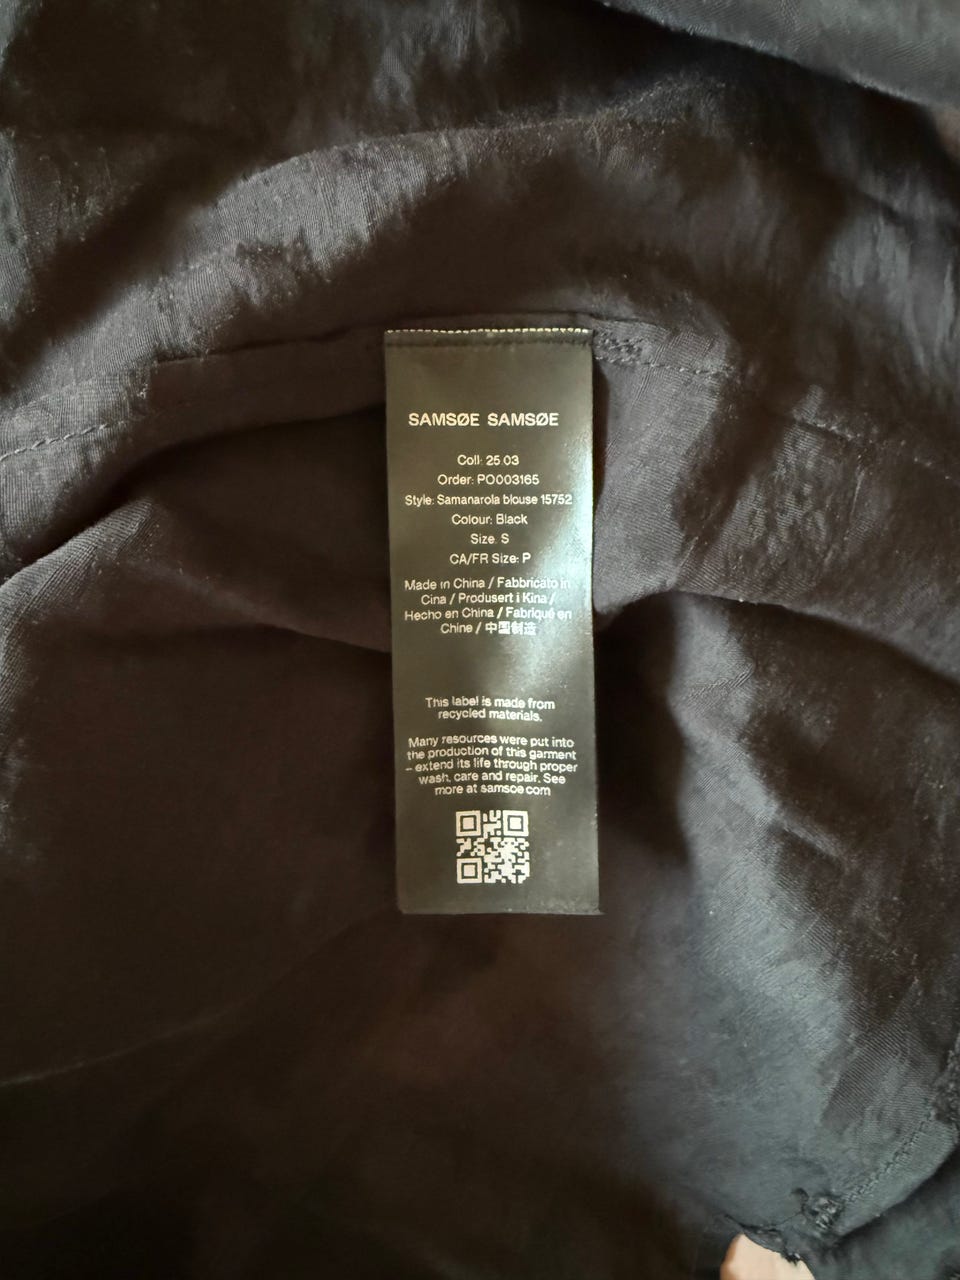 SAMSØE SAMSØE
Coll: 25.03
Order: PO003165
Style: Samanarola blouse 15752
Colour: Black
Size: S
CA/FR Size: P
Made in China / Fabbricato in
Cina / Produsert i Kina /
Hecho en China / Fabriqué en
Chine / 中国制造
This label is made from
recycled materials.
Many resources were put into
the production of this garment
– extend its life through proper
wash, care and repair. See
more at samsoe.com